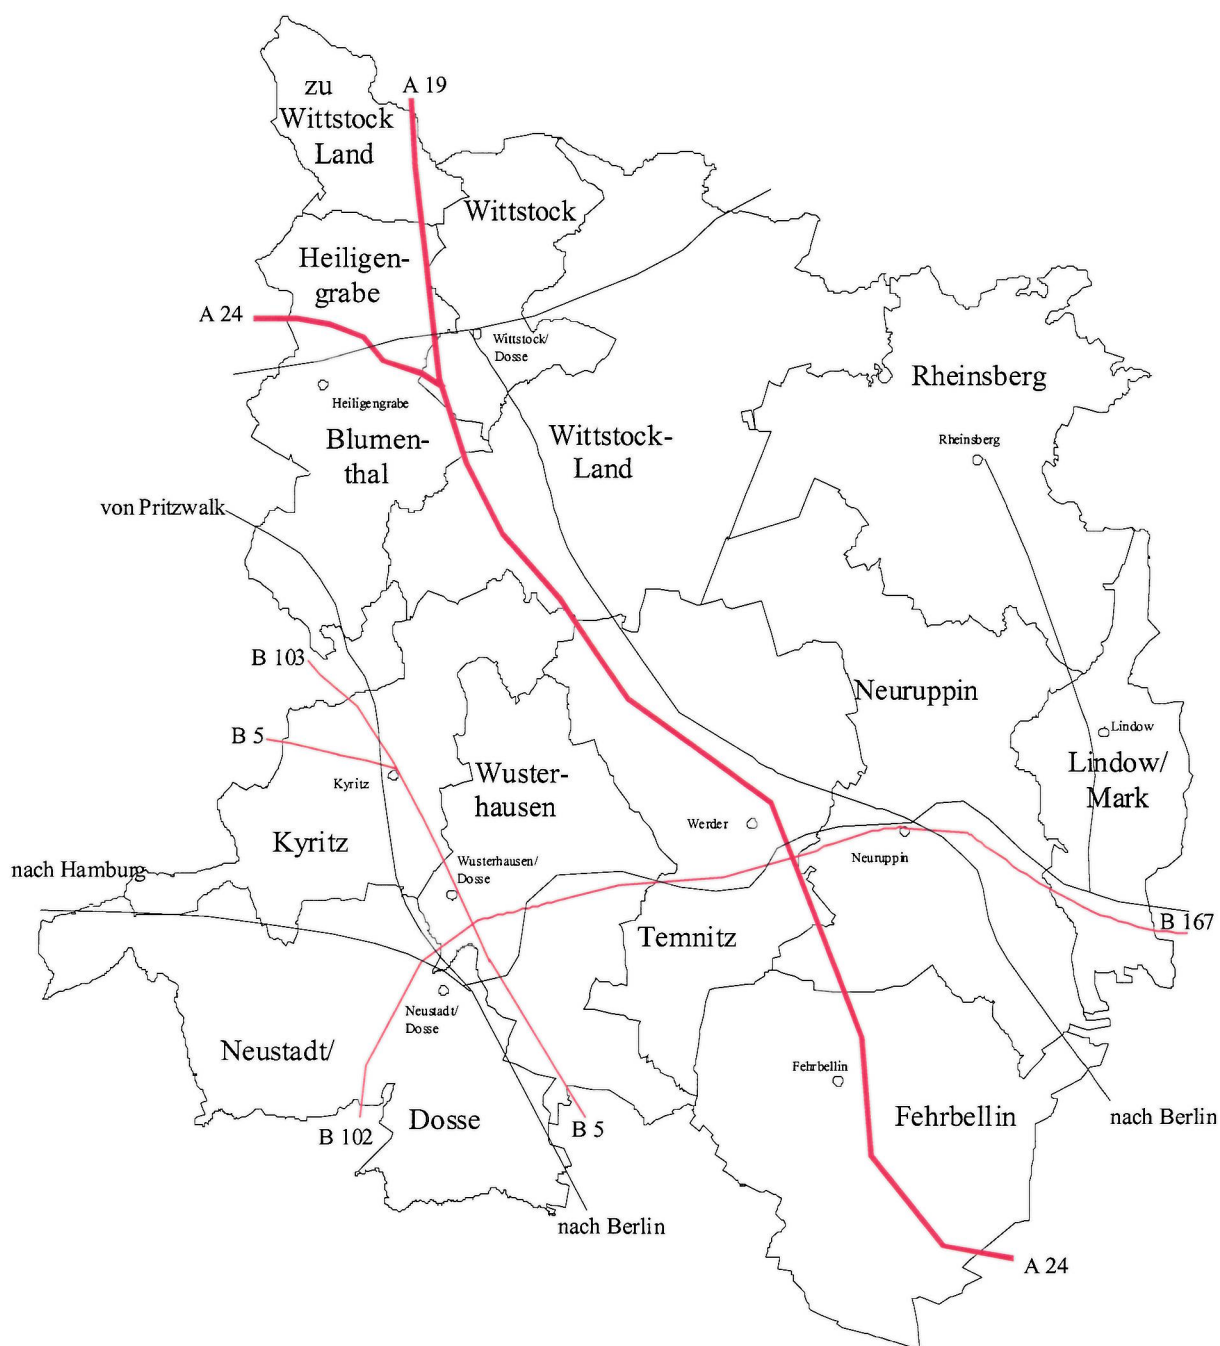 zu
Wittstock
Land
A 19
Wittstock
Heiligen-
grabe
A 24
Wittstock/
Dosse
Rheinsberg
Heiligengrabe
Blumen-
thal
Wittstock-
Land
Rheinsberg
von Pritzwalk
B 103
Neuruppin
B 5
Lindow
Kyritz
Wuster-
hausen
Lindow/
Mark
Werder
Kyritz
Neuruppin
nach Hamburg
Wusterhausen/
Dosse
B 167
Temnitz
Neustadt/
Dosse
Neustadt/
Fehrbellin
Dosse
B 102
B 5
Fehrbellin
nach Berlin
nach Berlin
A 24